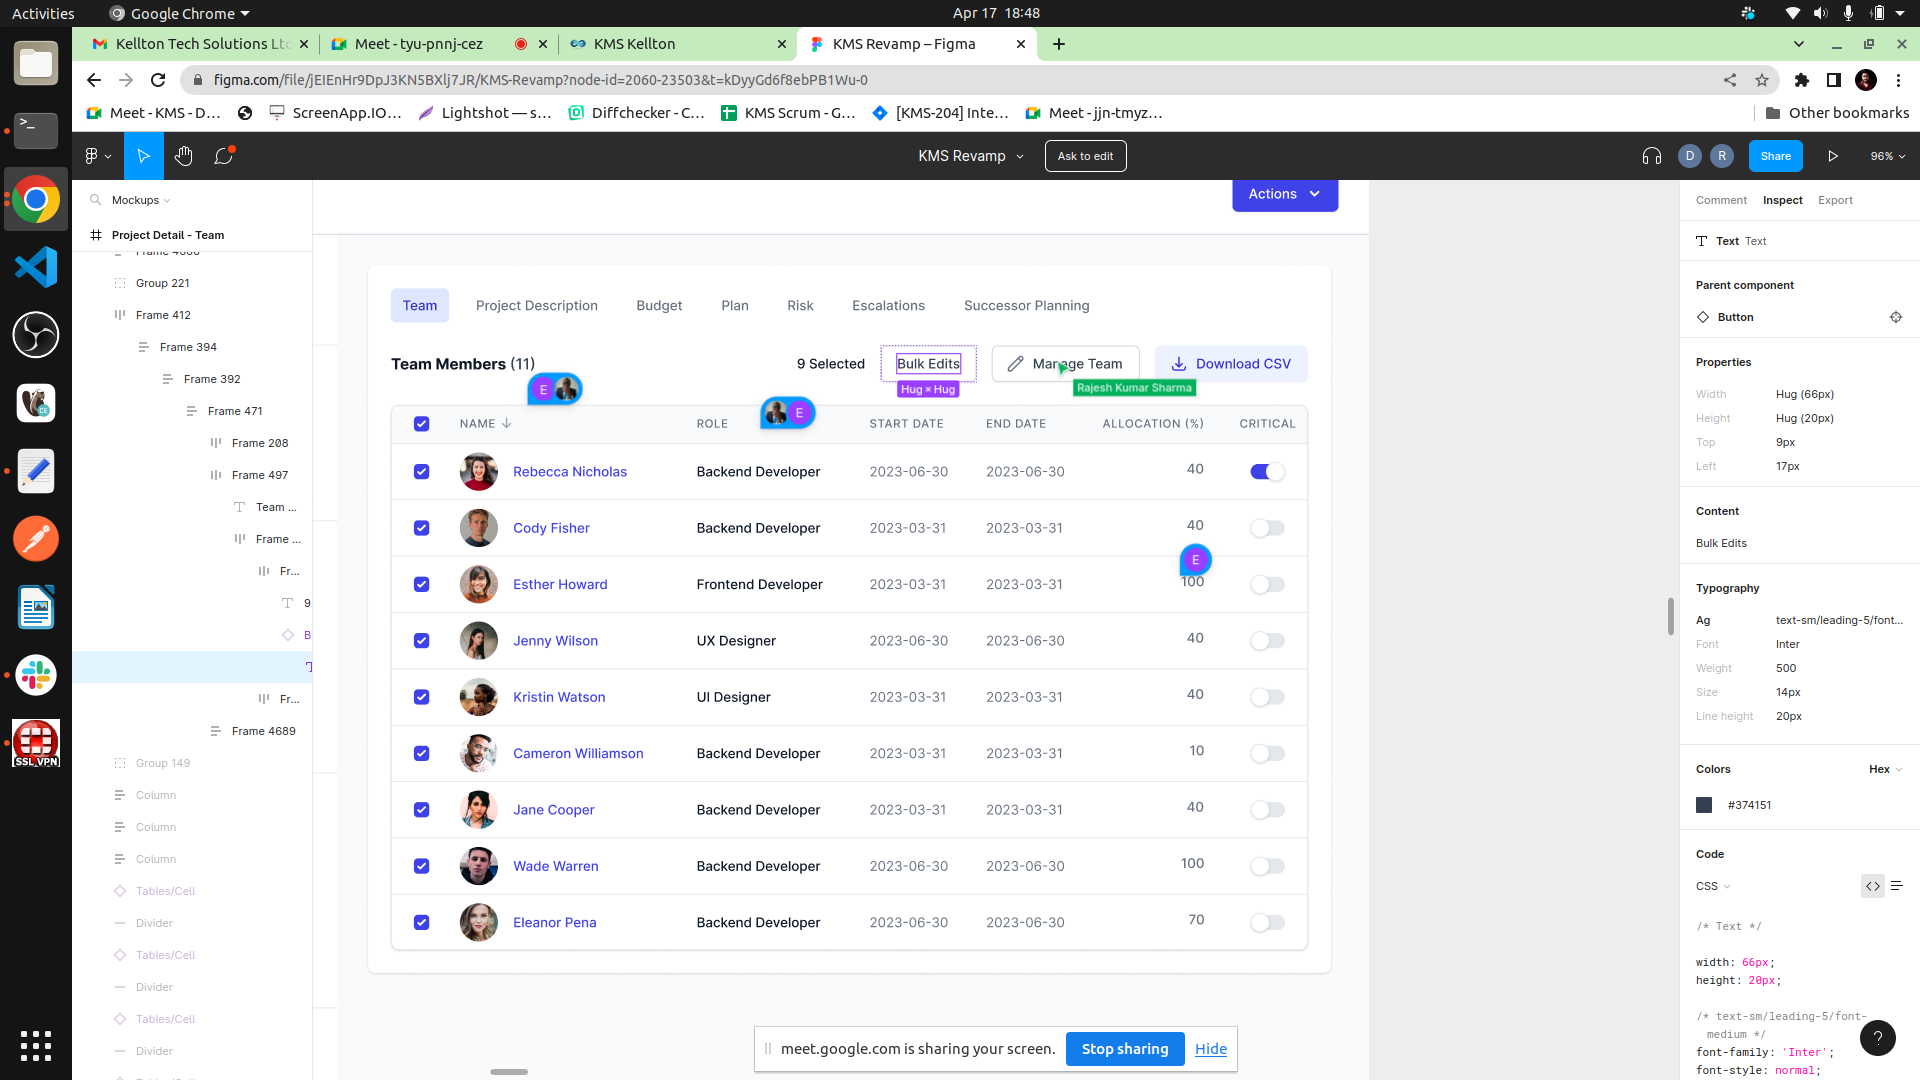 Activities
Google Chrome
Apr 17 18:48
Kellton Tech Solutions Ltd
Meet - tyu-pnnj-cez
KMS Kellton
KMS Revamp – Figma
figma.com/file/jEIEnHr9DpJ3KN5BXlj7JR/KMS-Revamp?node-id=2060-23503&t=kDyyGd6f8ebPB1Wu-0
Meet - KMS - D...
ScreenApp.IO...
Lightshot — s...
Diffchecker - C...
KMS Scrum - G...
[KMS-204] Inte...
Meet - jjn-tmyz...
Other bookmarks
KMS Revamp
Ask to edit
D
R
Share
96%
Mockups
Project Detail - Team
Group 221
Frame 412
Frame 394
Frame 392
Frame 471
Frame 208
Frame 497
Team ...
Frame ...
Fr...
9
B
Fr...
Frame 4689
Group 149
Column
Column
Column
Tables/Cell
Divider
Tables/Cell
Divider
Tables/Cell
Divider
Actions
Team
Project Description
Budget
Plan
Risk
Escalations
Successor Planning
Team Members (11)
9 Selected
Bulk Edits
Manage Team
Download CSV
Hug × Hug
Rajesh Kumar Sharma
E
E
NAME
ROLE
START DATE
END DATE
ALLOCATION (%)
CRITICAL
Rebecca Nicholas Backend Developer 2023-06-30 2023-06-30 40
Cody Fisher Backend Developer 2023-03-31 2023-03-31 40
E
Esther Howard Frontend Developer 2023-03-31 2023-03-31 100
Jenny Wilson UX Designer 2023-06-30 2023-06-30 40
Kristin Watson UI Designer 2023-03-31 2023-03-31 40
Cameron Williamson Backend Developer 2023-03-31 2023-03-31 10
Jane Cooper Backend Developer 2023-03-31 2023-03-31 40
Wade Warren Backend Developer 2023-06-30 2023-06-30 100
Eleanor Pena Backend Developer 2023-06-30 2023-06-30 70
meet.google.com is sharing your screen.
Stop sharing
Hide
Comment
Inspect
Export
Text Text
Parent component
Button
Properties
Width Hug (66px)
Height Hug (20px)
Top 9px
Left 17px
Content
Bulk Edits
Typography
Ag text-sm/leading-5/font...
Font Inter
Weight 500
Size 14px
Line height 20px
Colors
Hex
#374151
Code
CSS
/* Text */
width: 66px;
height: 20px;
/* text-sm/leading-5/font-
medium */
font-family: 'Inter';
font-style: normal;
?
SSL VPN